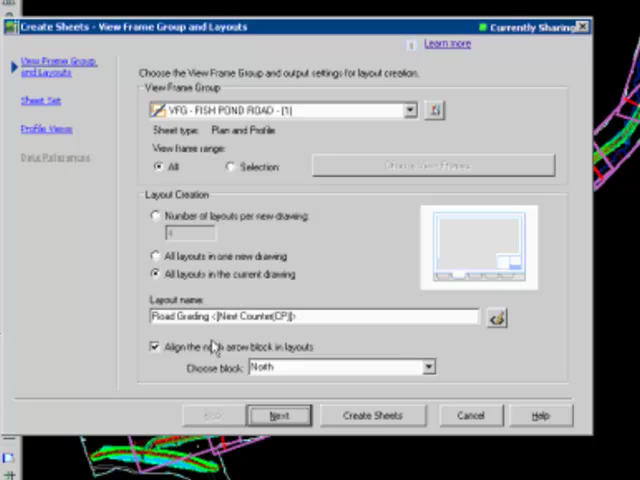 Create Sheets - View Frame Group and Layouts
Currently Sharing
Learn more
View Frame Group and Layouts
Sheet Set
Profile Views
Data References
Choose the View Frame Group and output settings for layout creation.
View Frame Group
VFG - FISH POND ROAD - (1)
Sheet type: Plan and Profile
View frame range:
All
Selection:
Choose View Frames
Layout Creation
Number of layouts per new drawing:
4
All layouts in one new drawing
All layouts in the current drawing
Layout name:
Road Grading <[Next Counter(CP)]>
Align the north arrow block in layouts
Choose block: North
Next
Create Sheets
Cancel
Help